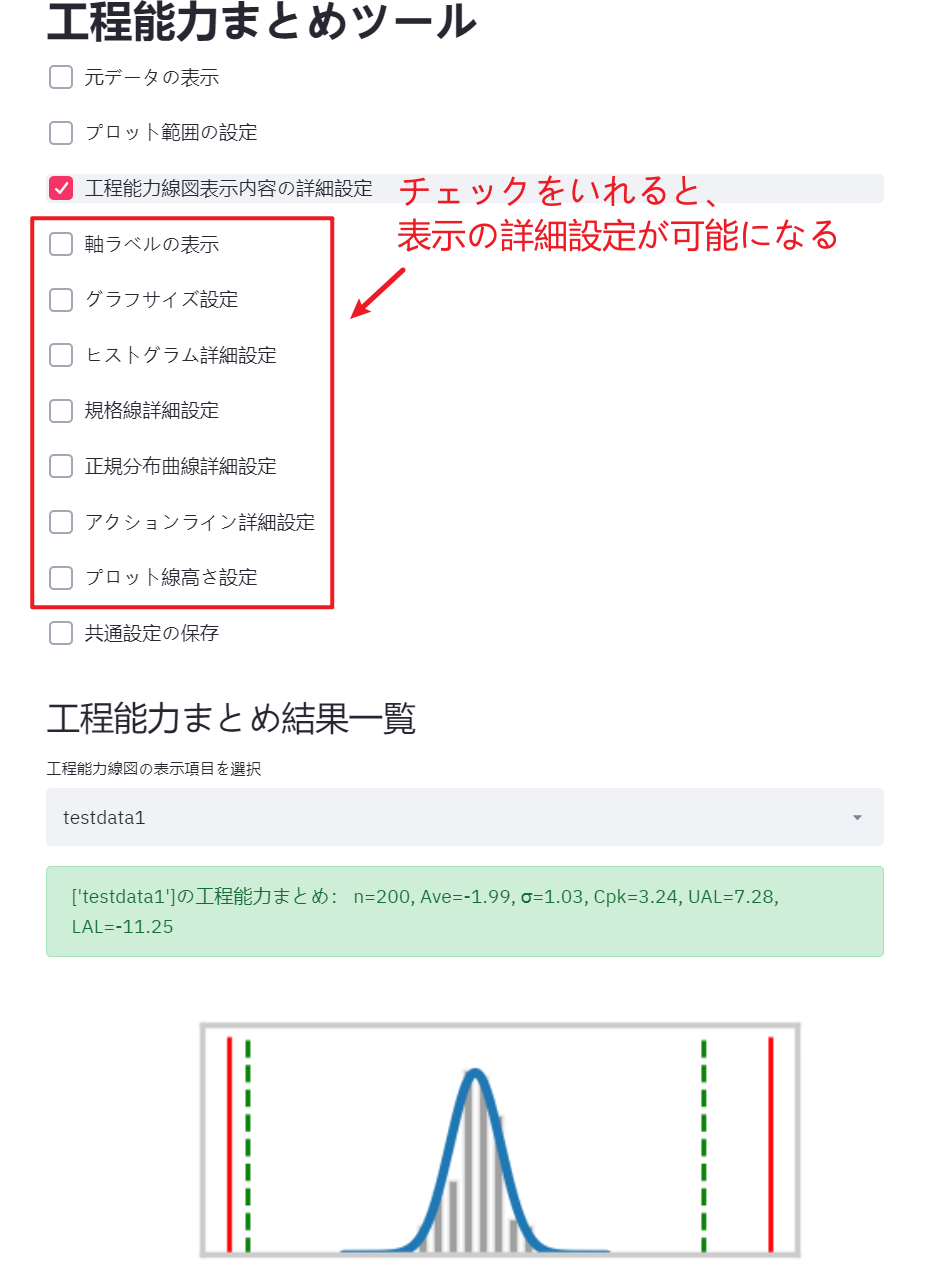 工程能力まとめツール
元データの表示
プロット範囲の設定
工程能力線図表示内容の詳細設定
チェックをいれると、
表示の詳細設定が可能になる
軸ラベルの表示
グラフサイズ設定
ヒストグラム詳細設定
規格線詳細設定
正規分布曲線詳細設定
アクションライン詳細設定
プロット線高さ設定
共通設定の保存
工程能力まとめ結果一覧
工程能力線図の表示項目を選択
testdata1
['testdata1']の工程能力まとめ： n=200, Ave=-1.99, σ=1.03, Cpk=3.24, UAL=7.28,
LAL=-11.25